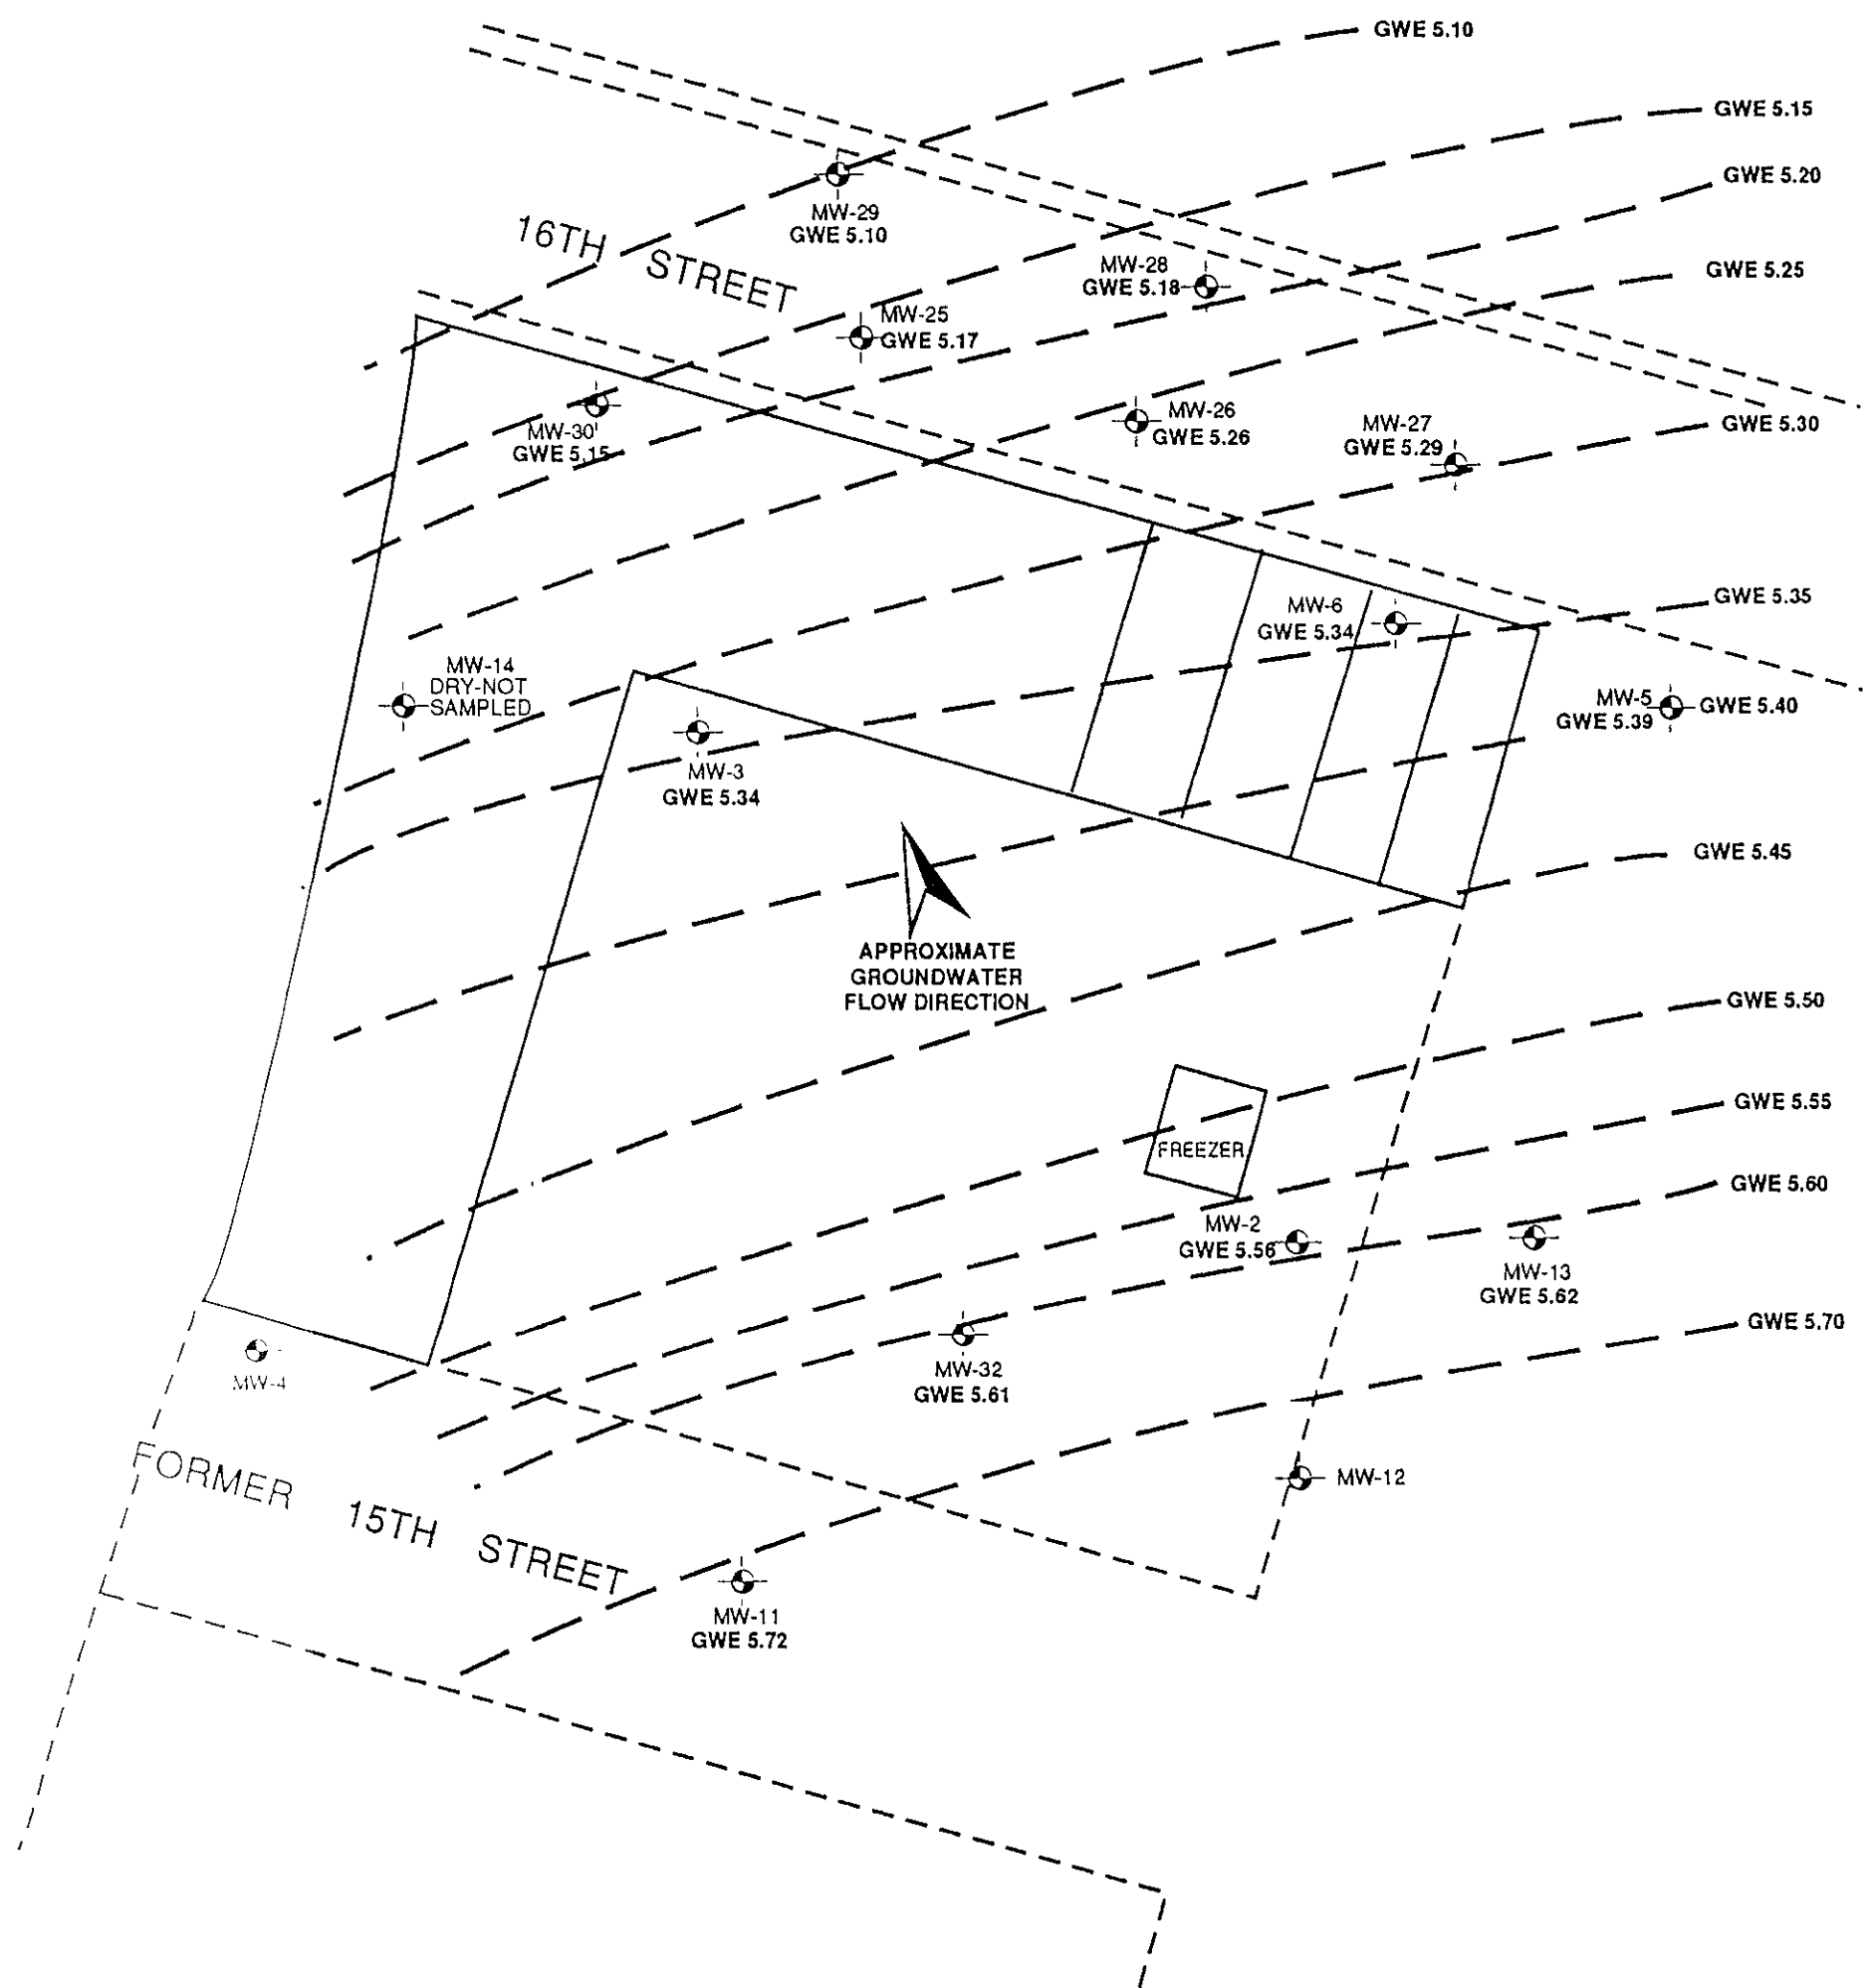 GWE 5.10
GWE 5.15
GWE 5.20
MW-29
GWE 5.10
16TH STREET
MW-28
GWE 5.18
GWE 5.25
MW-25
GWE 5.17
MW-26
GWE 5.26
MW-27
GWE 5.29
GWE 5.30
MW-30
GWE 5.15
GWE 5.35
MW-6
GWE 5.34
MW-14
DRY-NOT
SAMPLED
MW-5
GWE 5.39
GWE 5.40
MW-3
GWE 5.34
GWE 5.45
APPROXIMATE
GROUNDWATER
FLOW DIRECTION
GWE 5.50
GWE 5.55
FREEZER
GWE 5.60
MW-2
GWE 5.56
MW-13
GWE 5.62
GWE 5.70
MW-4
MW-32
GWE 5.61
FORMER 15TH STREET
MW-12
MW-11
GWE 5.72